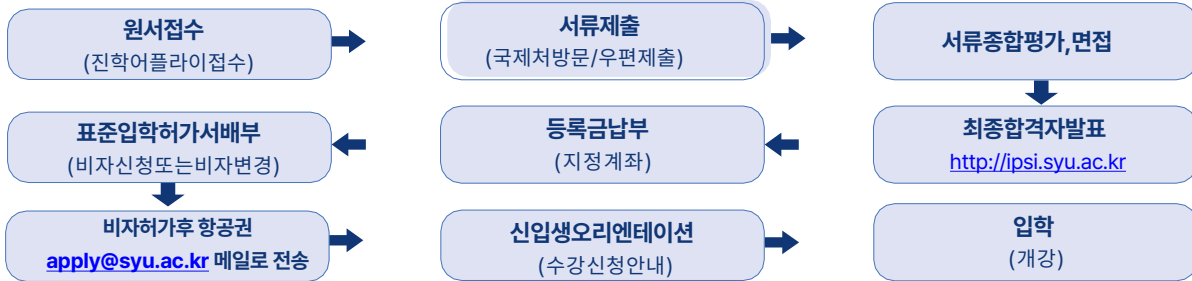 원서접수
(진학어플라이접수)
서류제출
(국제처방문/우편제출)
서류종합평가,면접
표준입학허가서배부
(비자신청또는비자변경)
등록금납부
(지정계좌)
최종합격자발표
http://ipsi.syu.ac.kr
비자허가후 항공권
apply@syu.ac.kr 메일로 전송
신입생오리엔테이션
(수강신청안내)
입학
(개강)